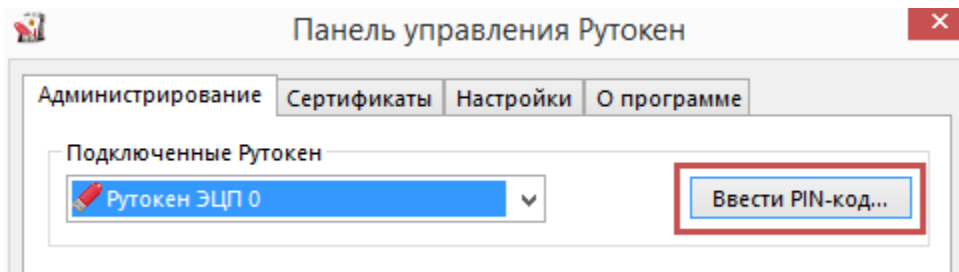 Панель управления Рутокен
Администрирование Сертификаты Настройки О программе
Подключенные Рутокен
Рутокен ЭЦП 0 Ввести PIN-код...